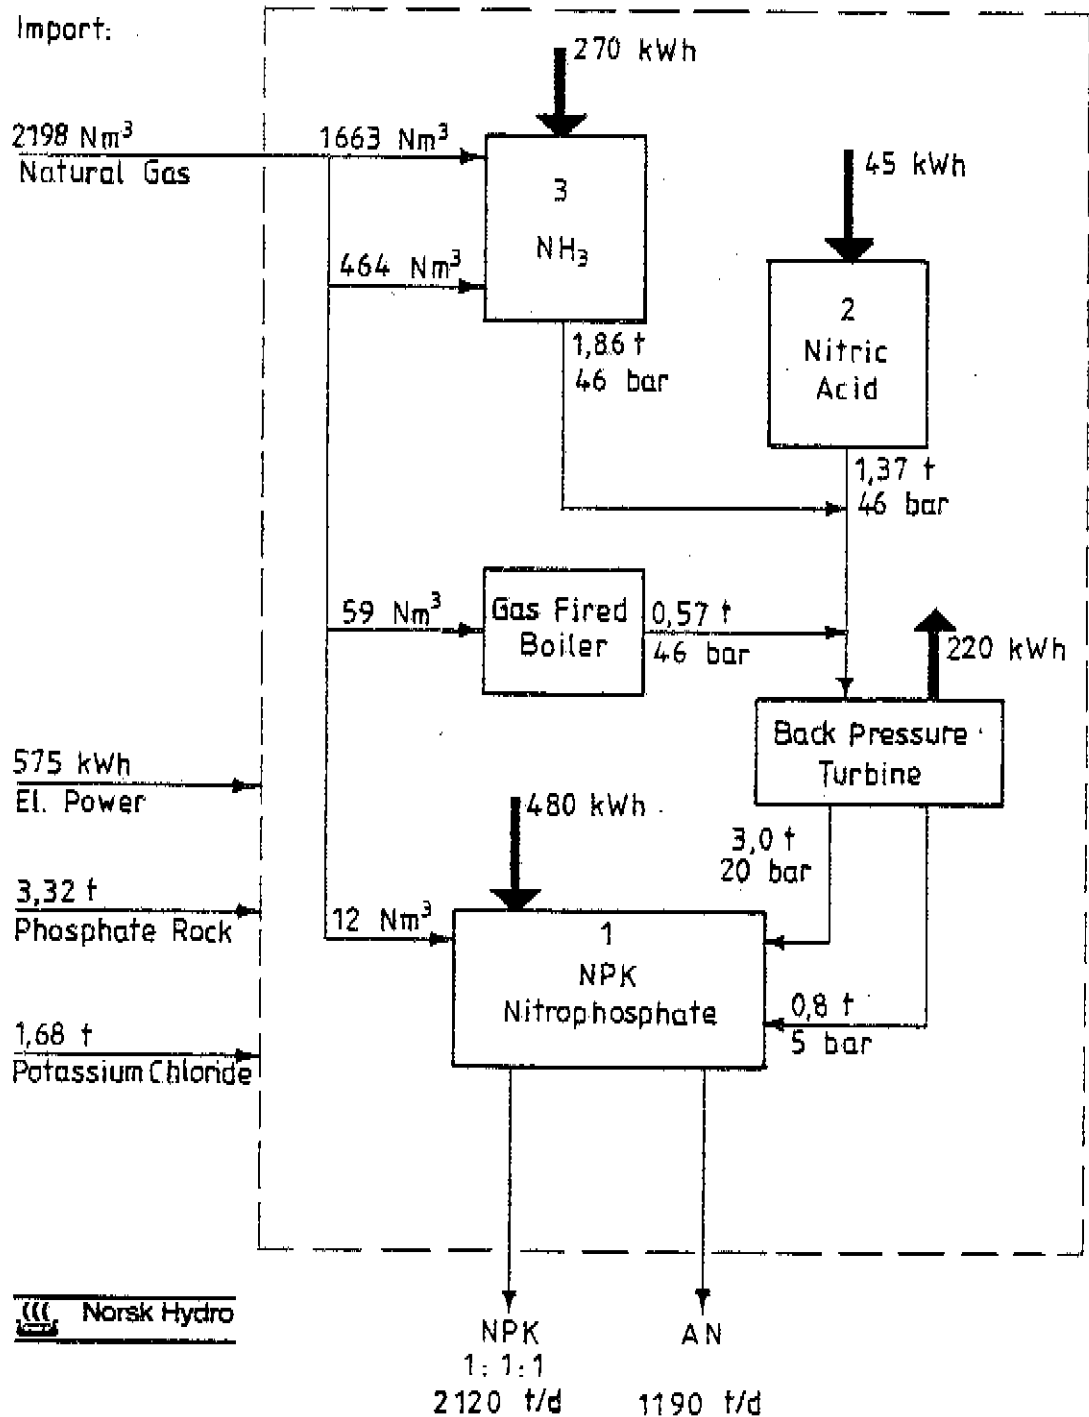 Import:
270 kWh
2198 Nm³
Natural Gas
1663 Nm³
3
NH₃
45 kWh
464 Nm³
2
Nitric
Acid
1,86 t
46 bar
1,37 t
46 bar
59 Nm³
Gas Fired
Boiler
0,57 t
46 bar
220 kWh
Back Pressure
Turbine
575 kWh
El. Power
480 kWh
3,0 t
20 bar
3,32 t
Phosphate Rock
12 Nm³
1
NPK
Nitrophosphate
0,8 t
5 bar
1,68 t
Potassium Chloride
Norsk Hydro
NPK
1:1:1
2120 t/d
AN
1190 t/d